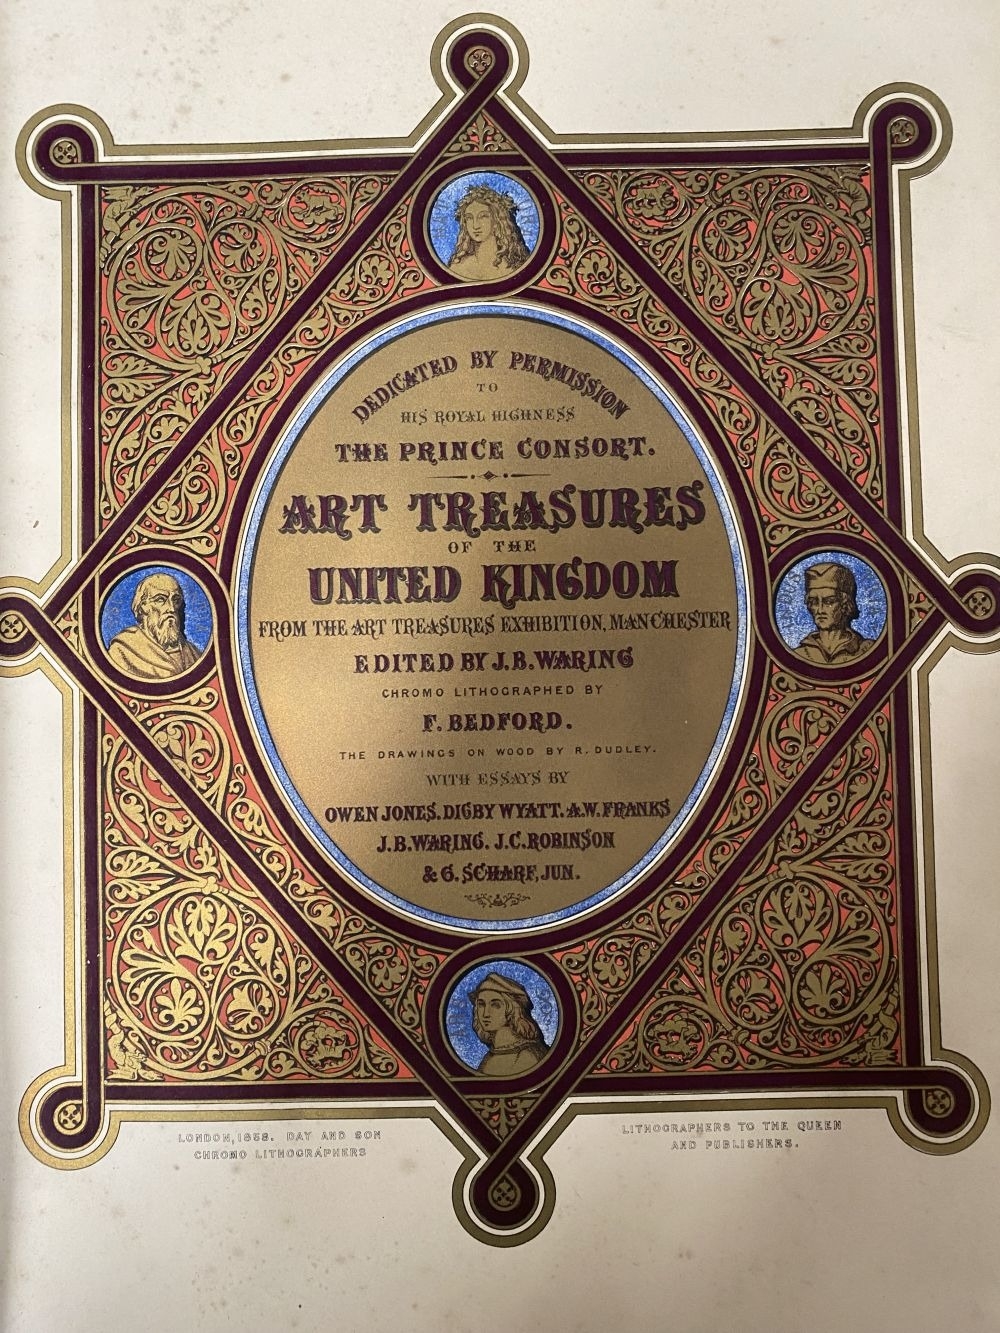 DEDICATED BY PERMISSION
TO
HIS ROYAL HIGHNESS
THE PRINCE CONSORT.
ART TREASURES
OF THE
UNITED KINGDOM
FROM THE ART TREASURES EXHIBITION, MANCHESTER
EDITED BY J.B. WARING
CHROMO LITHOGRAPHED BY
F. BEDFORD.
THE DRAWINGS ON WOOD BY R. DUDLEY.
WITH ESSAYS BY
OWEN JONES. DIGBY WYATT. A.W. FRANKS
J.B. WARING. J.C. ROBINSON
& G. SCHARF, JUN.
LONDON, 1858. DAY AND SON
CHROMO LITHOGRAPHERS
LITHOGRAPHERS TO THE QUEEN
AND PUBLISHERS.